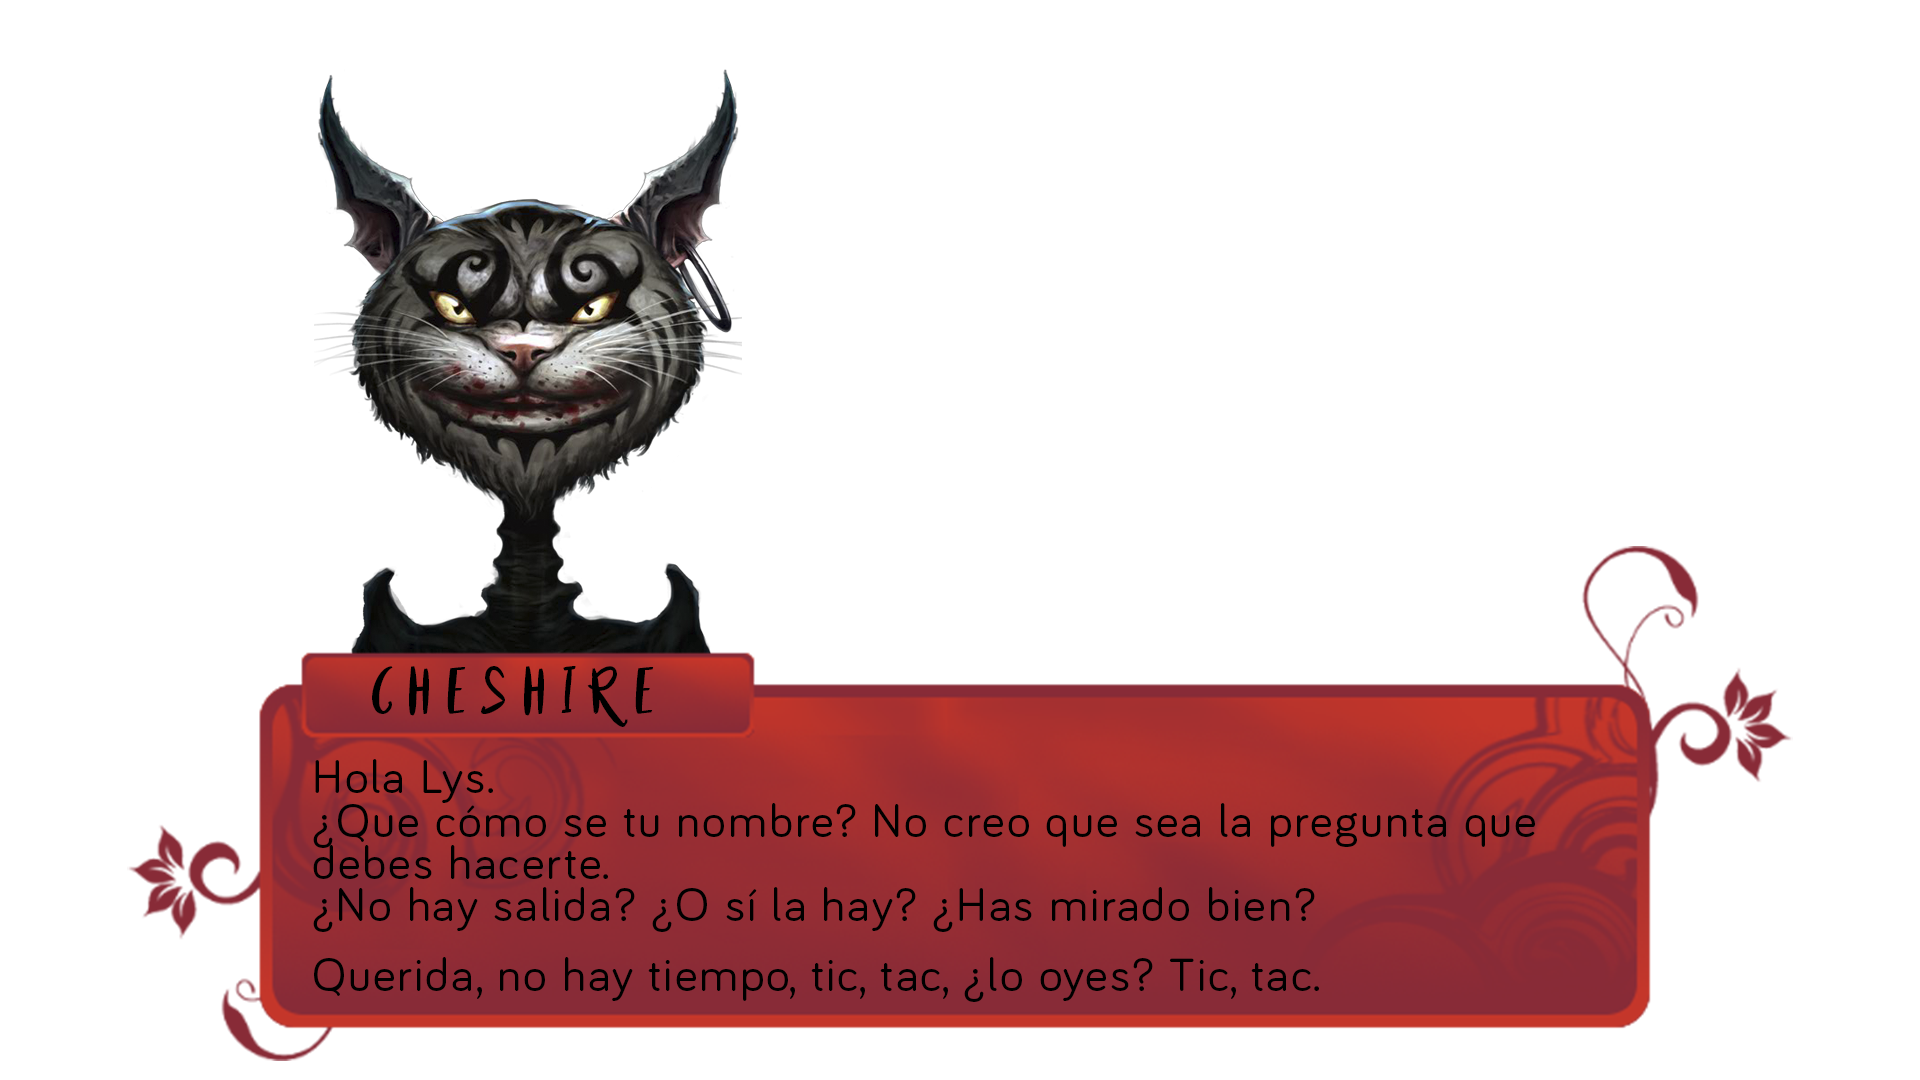 CHESHIRE
Hola Lys.
¿Que cómo se tu nombre? No creo que sea la pregunta que
debes hacerte.
¿No hay salida? ¿O sí la hay? ¿Has mirado bien?
Querida, no hay tiempo, tic, tac, ¿lo oyes? Tic, tac.